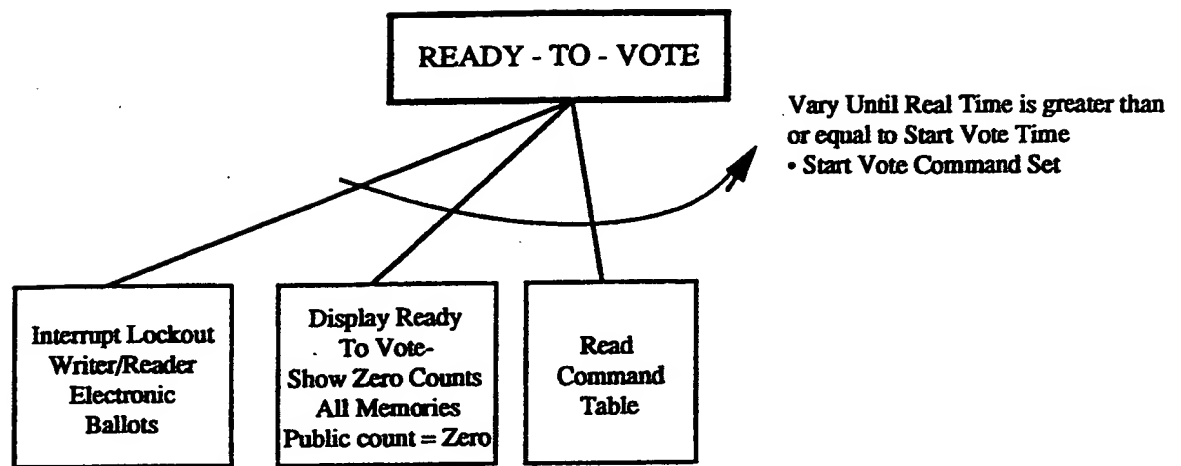 READY - TO - VOTE
Vary Until Real Time is greater than
or equal to Start Vote Time
• Start Vote Command Set
Interrupt Lockout
Writer/Reader
Electronic
Ballots
Display Ready
To Vote-
Show Zero Counts
All Memories
Public count = Zero
Read
Command
Table